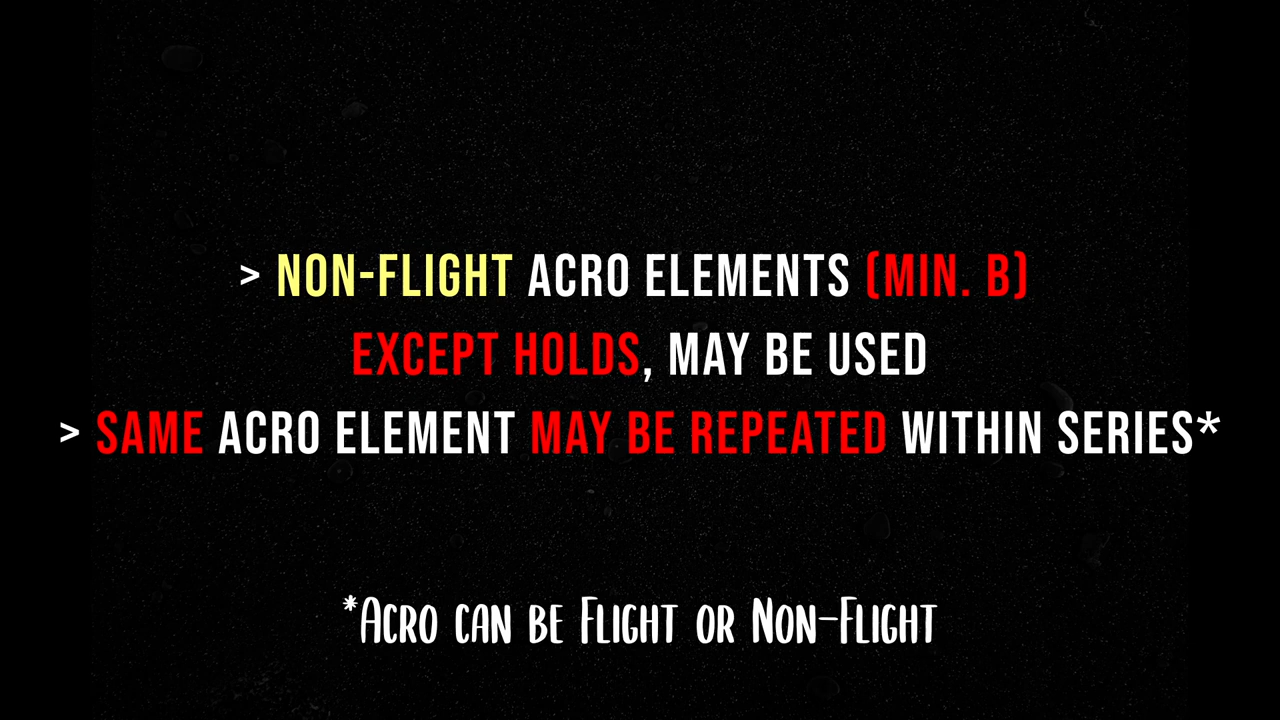 > NON-FLIGHT ACRO ELEMENTS (MIN. B)
EXCEPT HOLDS, MAY BE USED
> SAME ACRO ELEMENT MAY BE REPEATED WITHIN SERIES*
*Acro can be Flight or Non-Flight